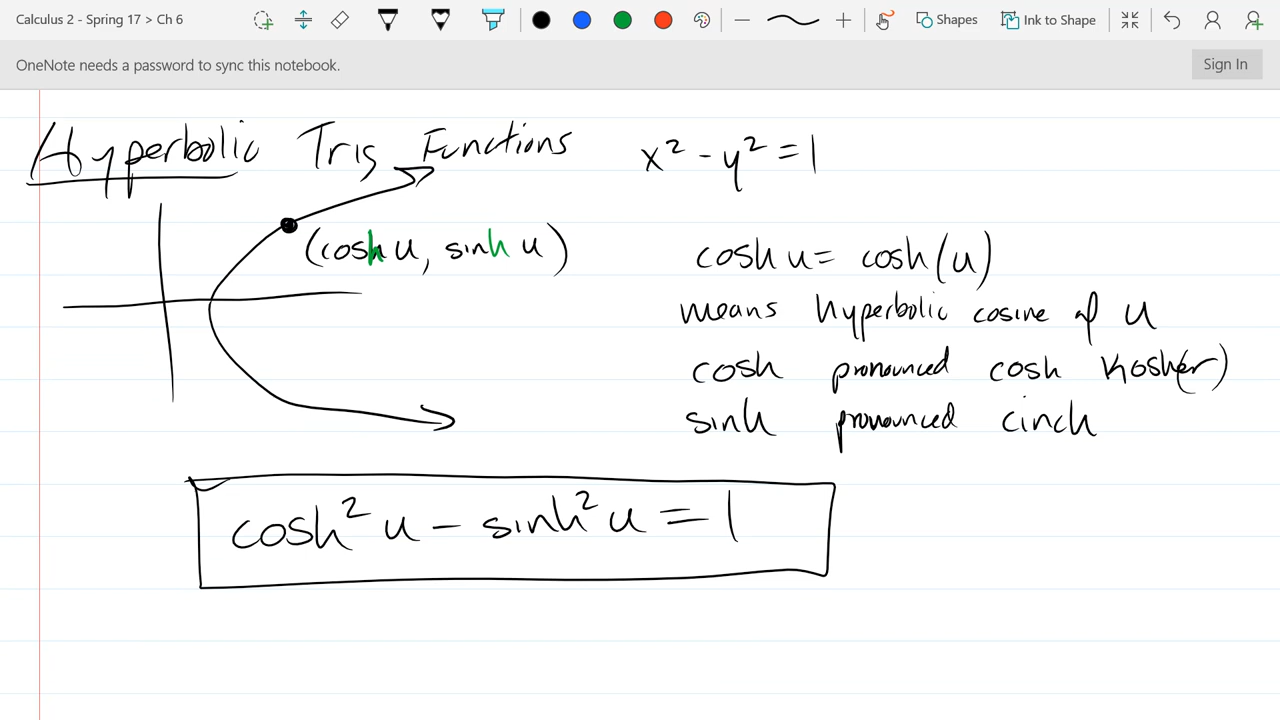 Calculus 2 - Spring 17 > Ch 6
Shapes
Ink to Shape
OneNote needs a password to sync this notebook.
Sign In
Hyperbolic Trig Functions
x² - y² = 1
(cosh u, sinh u)
cosh u = cosh(u)
means hyperbolic cosine of u
cosh pronounced cosh Kosh(er)
sinh pronounced cinch
cosh² u - sinh² u = 1